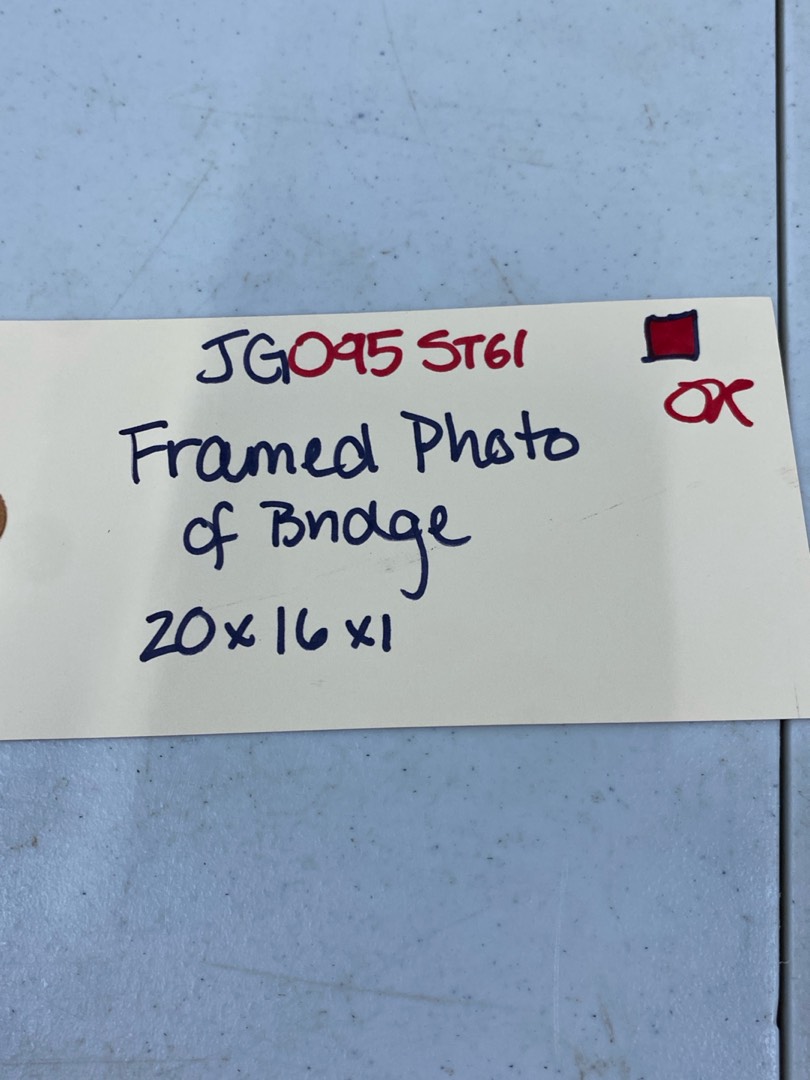 JG095 ST61
OK
Framed Photo
of Bridge
20x16x1